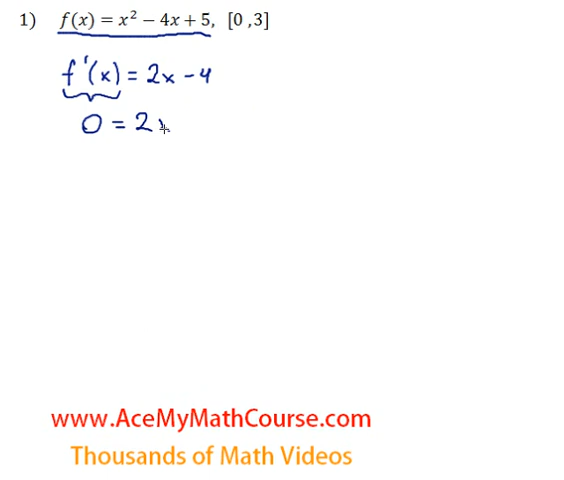 1) f(x) = x² − 4x + 5, [0 ,3]
f'(x) = 2x − 4
0 = 2
www.AceMyMathCourse.com
Thousands of Math Videos